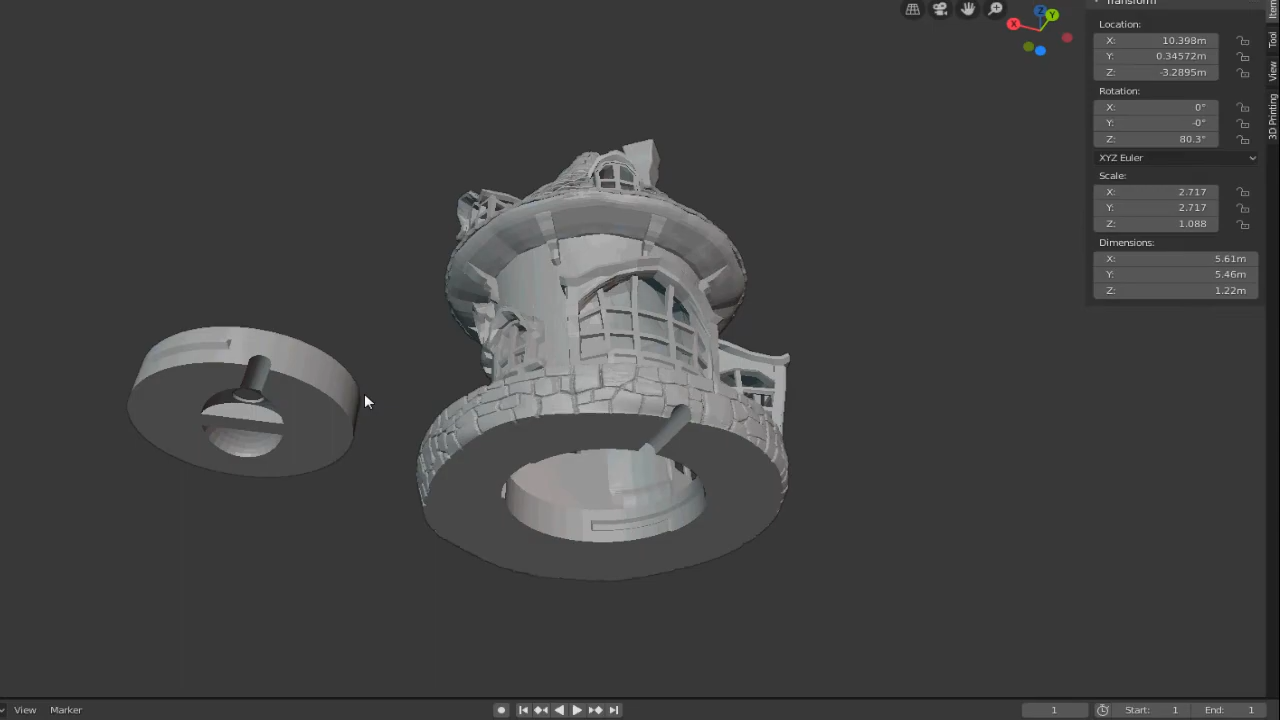 Transform
Location:
X: 10.398m
Y: 0.34572m
Z: -3.2895m
Rotation:
X: 0°
Y: -0°
Z: 80.3°
XYZ Euler
Scale:
X: 2.717
Y: 2.717
Z: 1.088
Dimensions:
X: 5.61m
Y: 5.46m
Z: 1.22m
Item
Tool
View
3D Printing
X
Y
Z
View Marker
1 Start: 1 End: 1